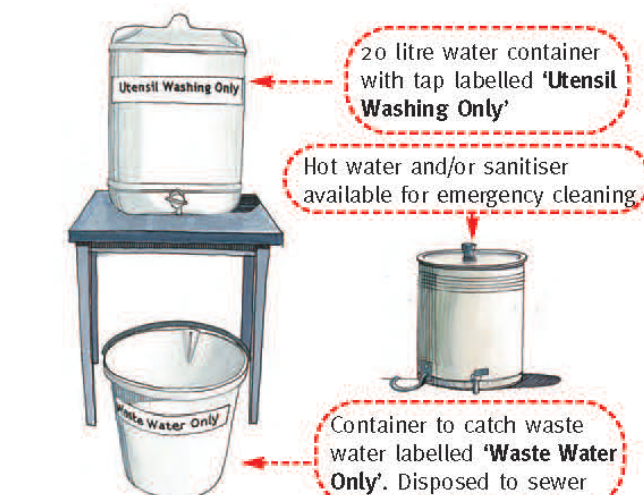 Utensil Washing Only
20 litre water container
with tap labelled 'Utensil
Washing Only'
Hot water and/or sanitiser
available for emergency cleaning
Waste Water Only
Container to catch waste
water labelled 'Waste Water
Only'. Disposed to sewer